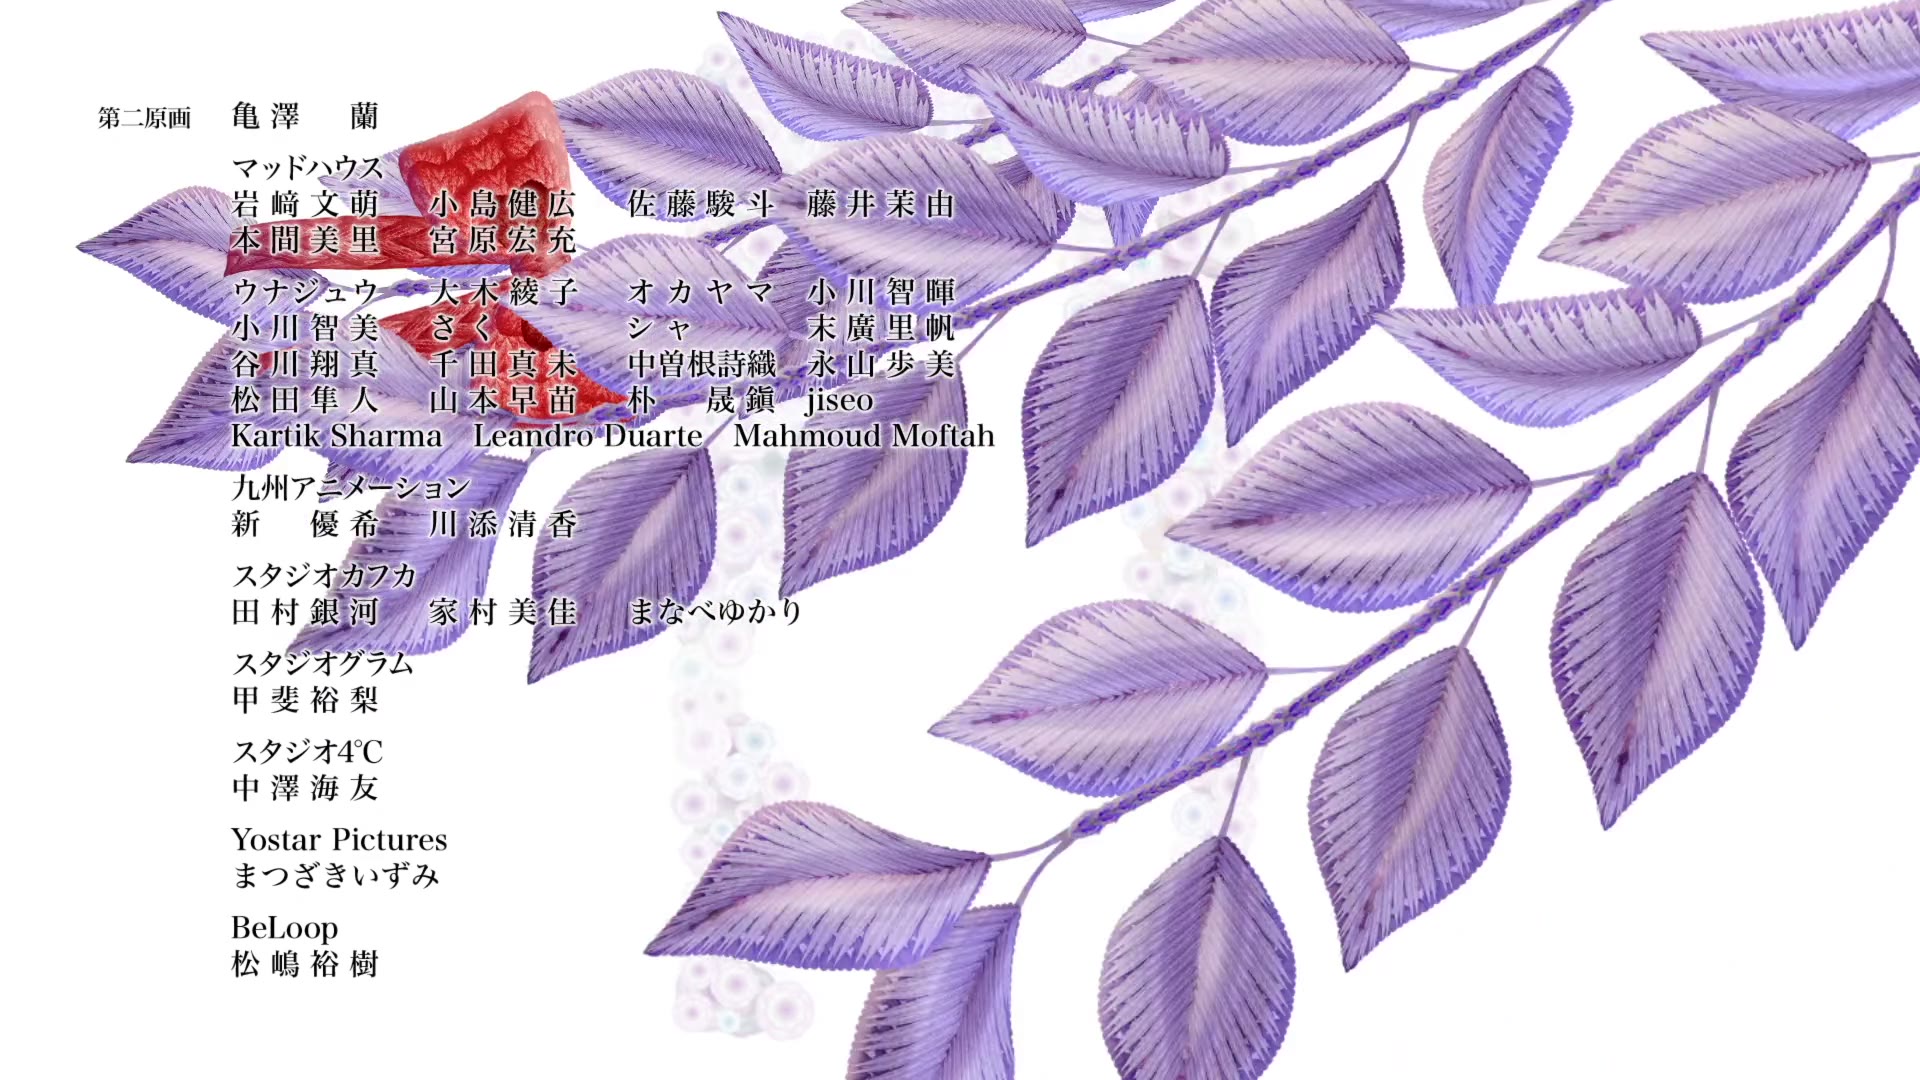 第二原画 亀澤 蘭
マッドハウス
岩﨑文萌 小島健広 佐藤駿斗 藤井茉由
本間美里 宮原宏充
ウナジュウ 大木綾子 オカヤマ 小川智暉
小川智美 さく シャ 末廣里帆
谷川翔真 千田真未 中曽根詩織 永山歩美
松田隼人 山本早苗 朴 晟鎭 jiseo
Kartik Sharma Leandro Duarte Mahmoud Moftah
九州アニメーション
新 優希 川添清香
スタジオカフカ
田村銀河 家村美佳 まなべゆかり
スタジオグラム
甲斐裕梨
スタジオ4℃
中澤海友
Yostar Pictures
まつざきいずみ
BeLoop
松嶋裕樹